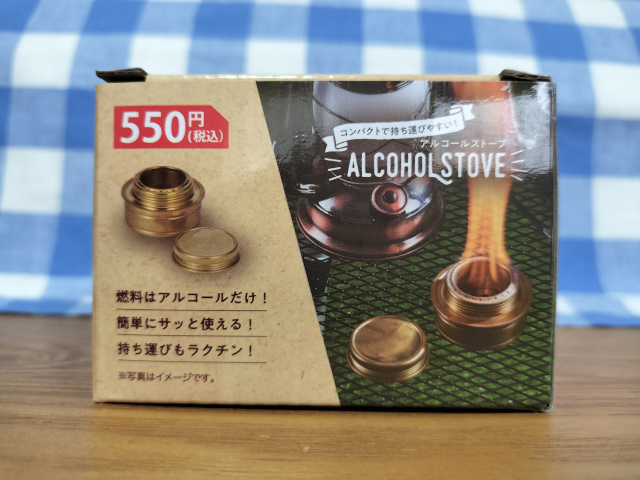 550円
(税込)
コンパクトで持ち運びやすい!
アルコールストーブ
ALCOHOL STOVE
燃料はアルコールだけ!
簡単にサッと使える!
持ち運びもラクチン!
※写真はイメージです。